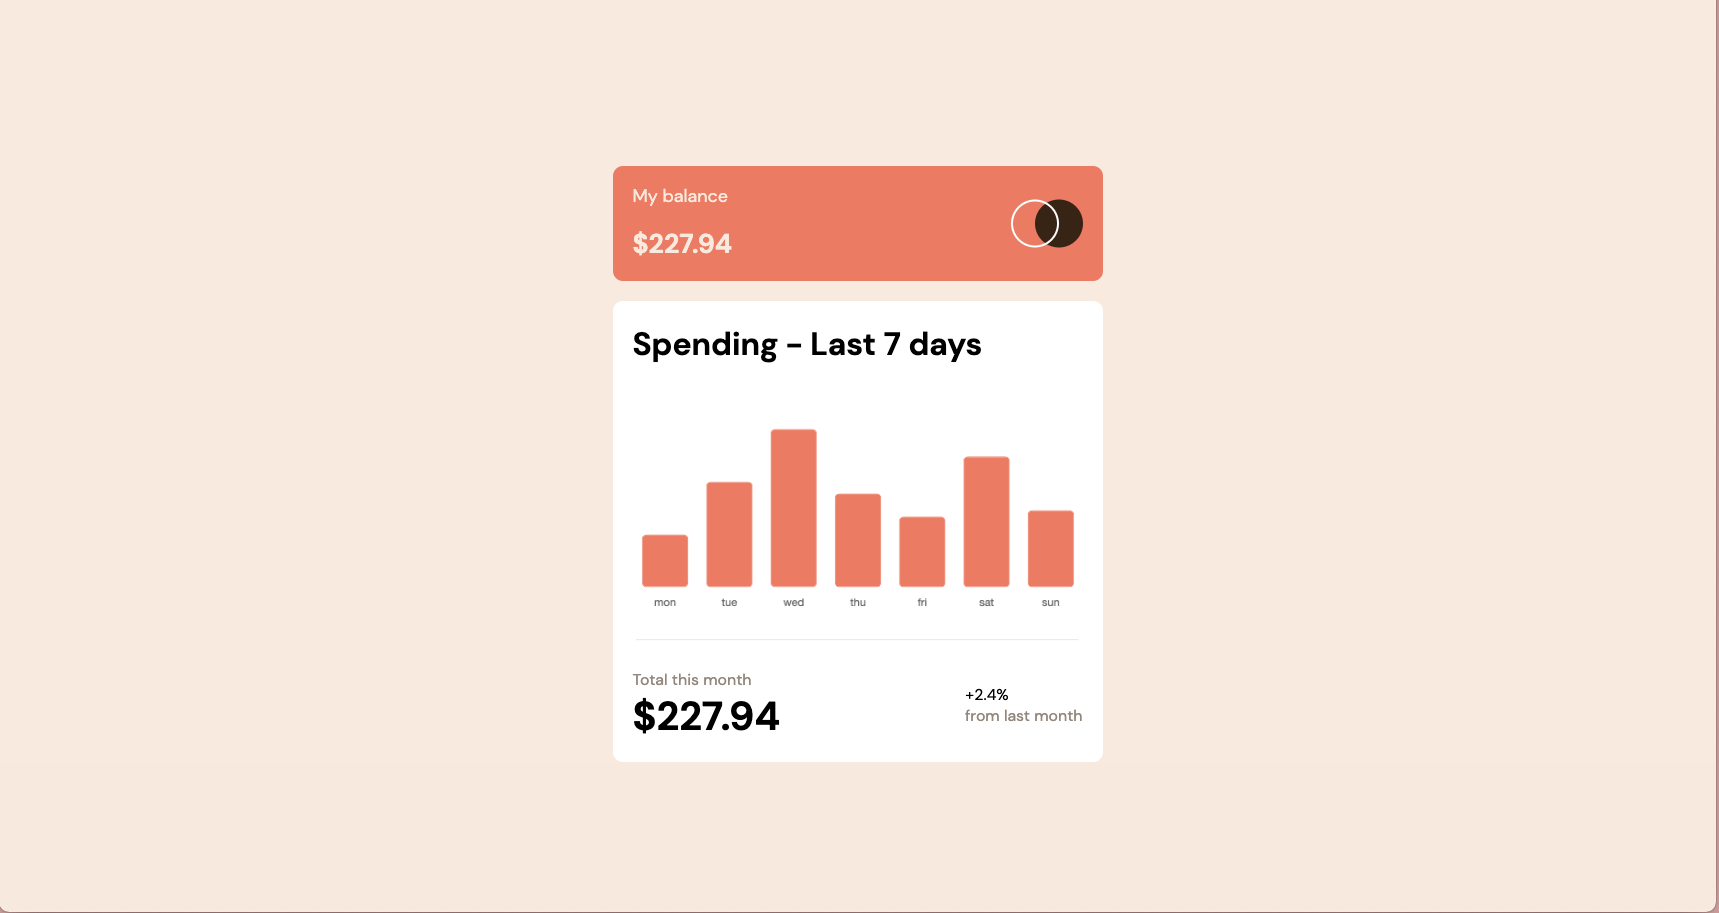 My balance
$227.94
Spending - Last 7 days
mon tue wed thu fri sat sun
Total this month
$227.94
+2.4%
from last month